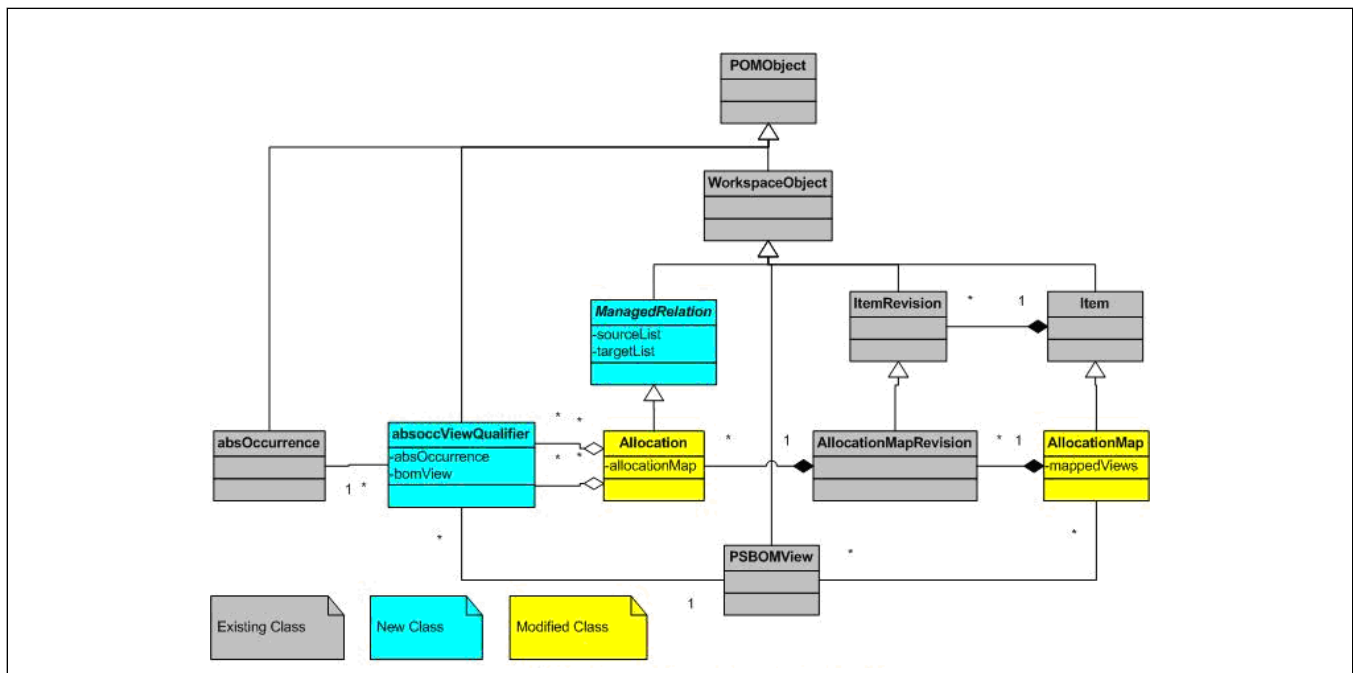 POMObject
WorkspaceObject
ManagedRelation
-sourceList
-targetList
ItemRevision
*
1
Item
absOccurrence
absoccViewQualifier
-absOccurrence
-bomView
*
*
*
*
Allocation
-allocationMap
*
1
AllocationMapRevision
*
1
AllocationMap
-mappedViews
1
*
*
PSBOMView
*
*
1
Existing Class
New Class
Modified Class